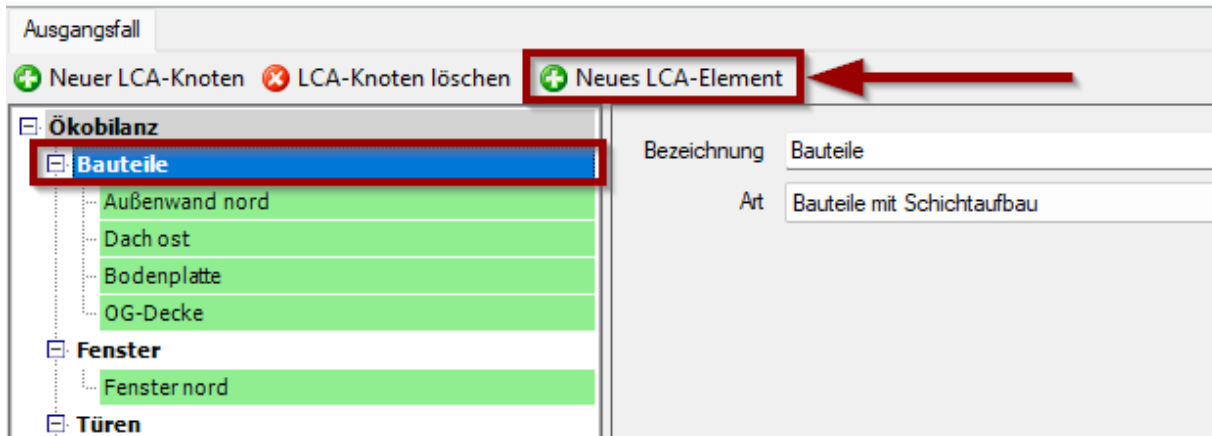 Ausgangsfall
Neuer LCA-Knoten LCA-Knoten löschen Neues LCA-Element
Ökobilanz
Bauteile
Außenwand nord
Dach ost
Bodenplatte
OG-Decke
Fenster
Fenster nord
Türen
Bezeichnung Bauteile
Art Bauteile mit Schichtaufbau